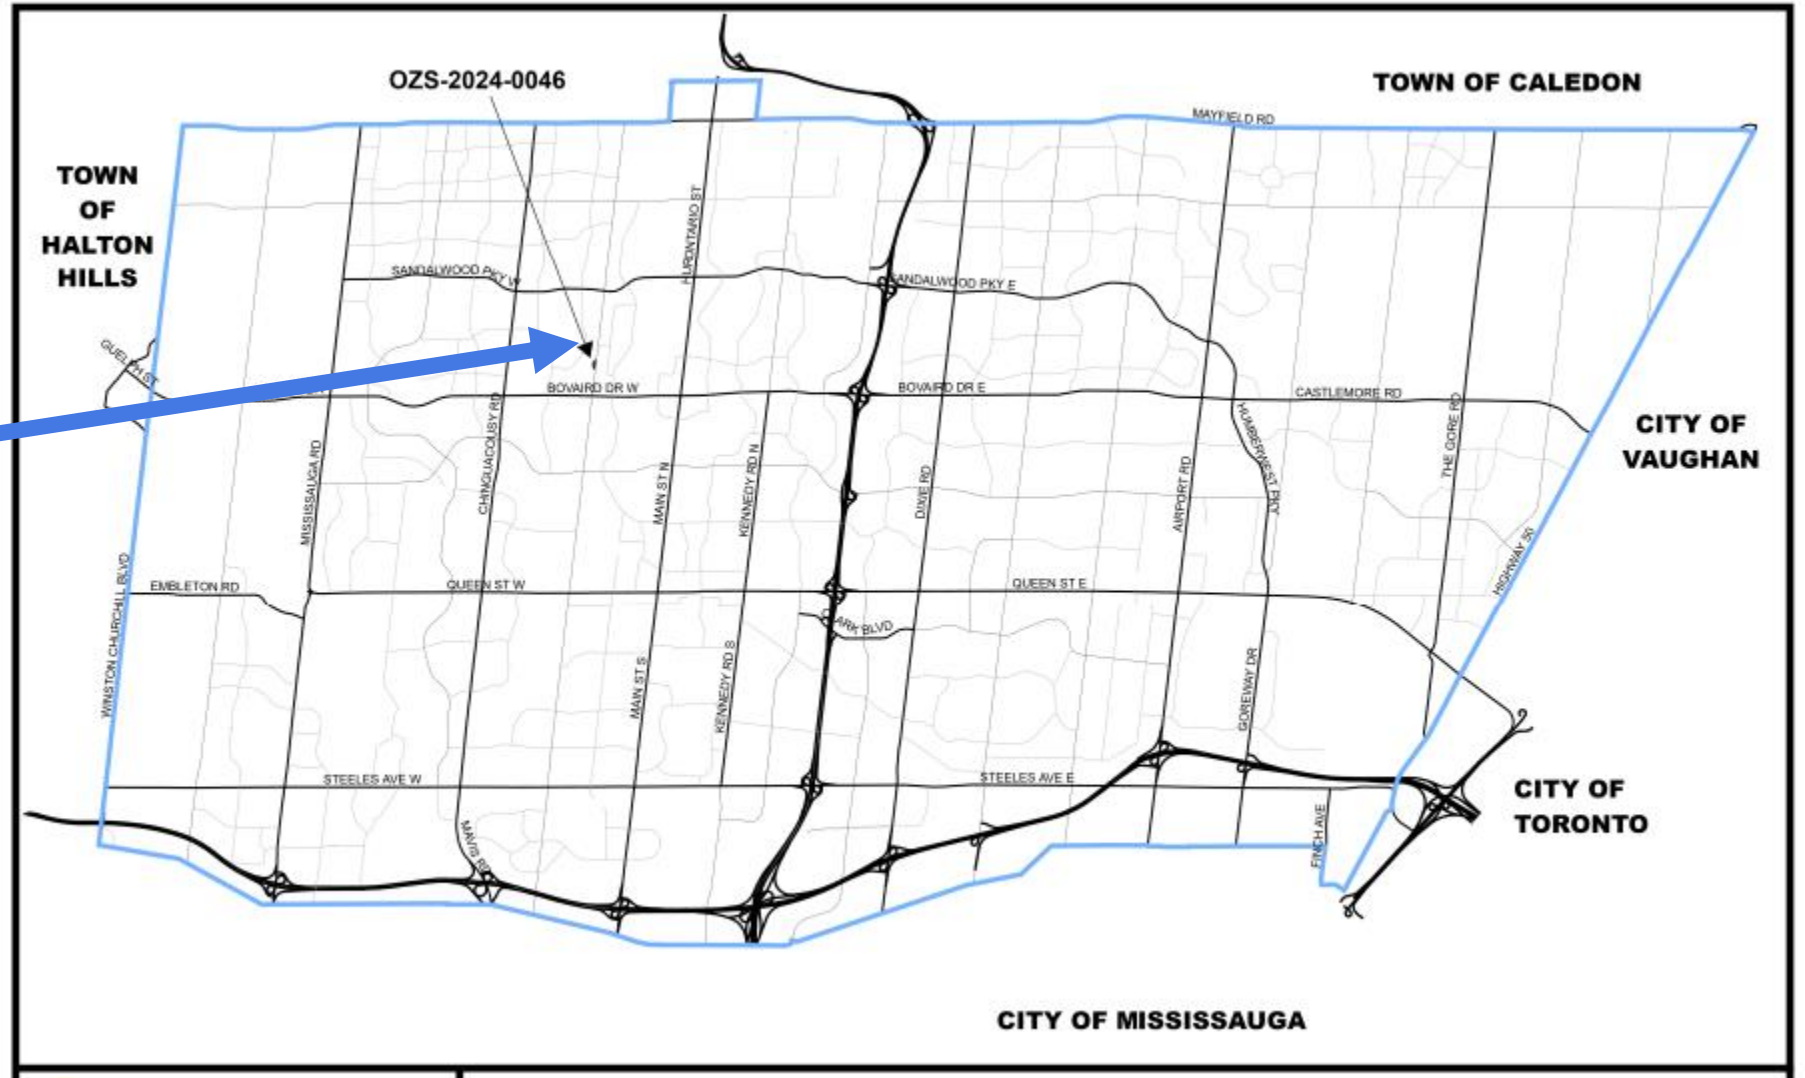 OZS-2024-0046
TOWN OF CALEDON
MAYFIELD RD
TOWN
OF
HALTON
HILLS
HURONTARIO ST
SANDALWOOD PKY W
SANDALWOOD PKY E
GUELPH ST
BOVAIRD DR W
BOVAIRD DR E
CASTLEMORE RD
CITY OF
VAUGHAN
MISSISSAUGA RD
CHINGUACOUSY RD
MAIN ST N
KENNEDY RD N
DIXIE RD
AIRPORT RD
HUMBERWEST PKY
THE GORE RD
HIGHWAY 50
WINSTON CHURCHILL BLVD
EMBLETON RD
QUEEN ST W
QUEEN ST E
CLARK BLVD
MAIN ST S
KENNEDY RD S
GOREWAY DR
STEELES AVE W
STEELES AVE E
MAVIS RD
FINCH AVE
CITY OF
TORONTO
CITY OF MISSISSAUGA